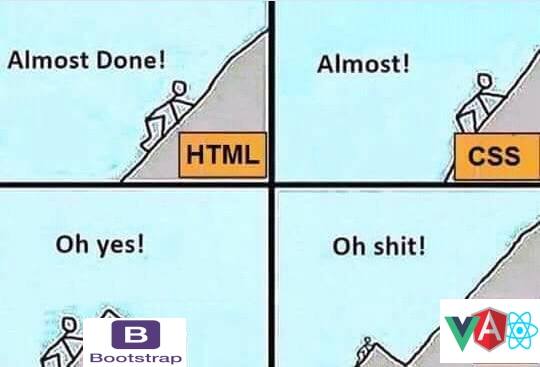 Almost Done!
HTML
Almost!
CSS
Oh yes!
B
Bootstrap
Oh shit!
A